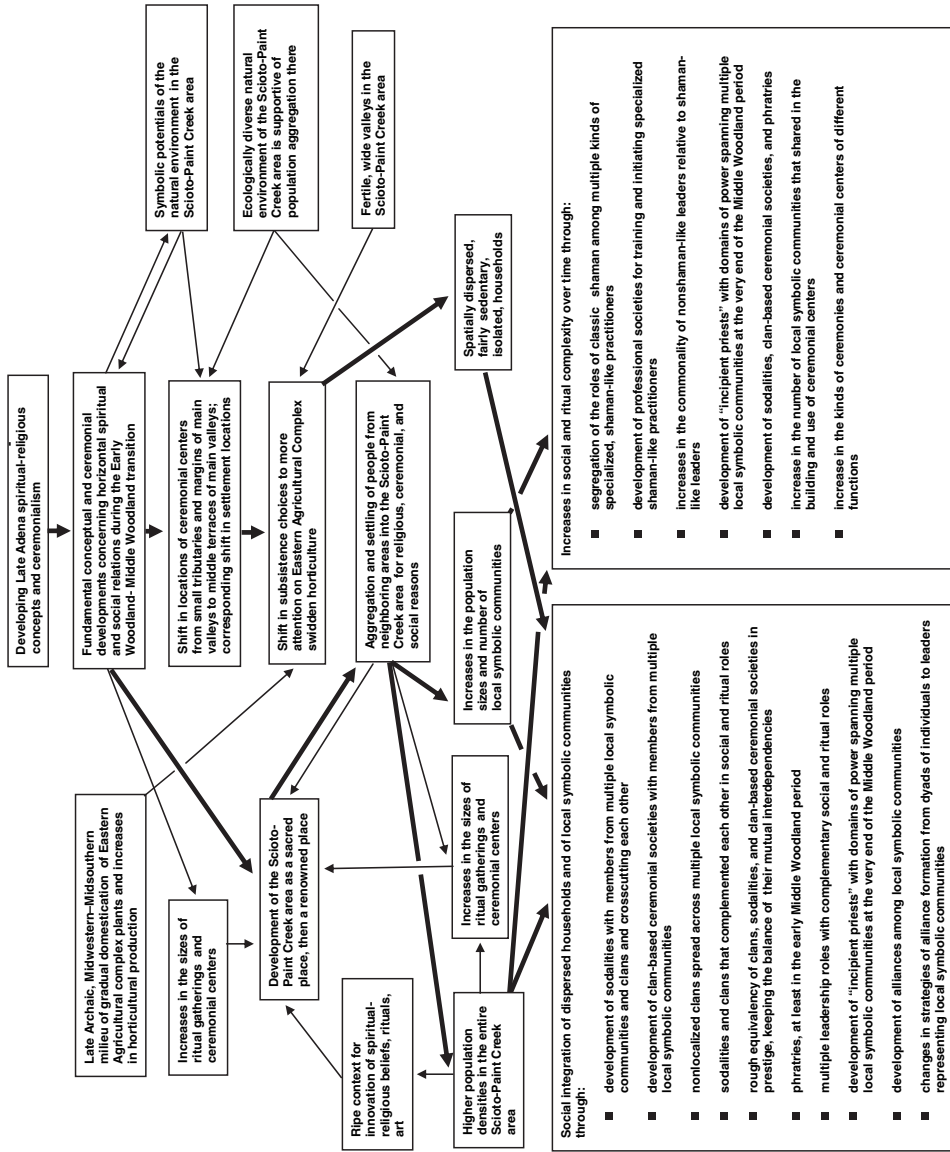 Developing Late Adena spiritual-religious
concepts and ceremonialism
Fundamental conceptual and ceremonial
developments concerning horizontal spiritual
and social relations during the Early
Woodland- Middle Woodland transition
Symbolic potentials of the
natural environment in the
Scioto-Paint Creek area
Late Archaic, Midwestern–Midsouthern
milieu of gradual domestication of Eastern
Agricultural complex plants and increases
in horticultural production
Shift in locations of ceremonial centers
from small tributaries and margins of main
valleys to middle terraces of main valleys;
corresponding shift in settlement locations
Ecologically diverse natural
environment of the Scioto-Paint
Creek area is supportive of
population aggregation there
Increases in the sizes of
ritual gatherings and
ceremonial centers
Shift in subsistence choices to more
attention on Eastern Agricultural Complex
swidden horticulture
Fertile, wide valleys in the
Scioto-Paint Creek area
Development of the Scioto-
Paint Creek area as a sacred
place, then a renowned place
Aggregation and settling of people from
neighboring areas into the Scioto-Paint
Creek area for religious, ceremonial, and
social reasons
Ripe context for
innovation of spiritual-
religious beliefs, rituals,
art
Higher population
densities in the entire
Scioto-Paint Creek
area
Increases in the sizes of
ritual gatherings and
ceremonial centers
Increases in the population
sizes and number of
local symbolic communities
Spatially dispersed,
fairly sedentary,
isolated, households
Social integration of dispersed households and of local symbolic communities
through:
■ development of sodalities with members from multiple local symbolic
communities and clans and crosscutting each other
■ development of clan-based ceremonial societies with members from multiple
local symbolic communities
■ nonlocalized clans spread across multiple local symbolic communities
■ sodalities and clans that complemented each other in social and ritual roles
■ rough equivalency of clans, sodalities, and clan-based ceremonial societies in
prestige, keeping the balance of their mutual interdependencies
■ phratries, at least in the early Middle Woodland period
■ multiple leadership roles with complementary social and ritual roles
■ development of "incipient priests" with domains of power spanning multiple
local symbolic communities at the very end of the Middle Woodland period
■ development of alliances among local symbolic communities
■ changes in strategies of alliance formation from dyads of individuals to leaders
representing local symbolic communities
Increases in social and ritual complexity over time through:
■ segregation of the roles of classic shaman among multiple kinds of
specialized, shaman-like practitioners
■ development of professional societies for training and initiating specialized
shaman-like practitioners
■ increases in the commonality of nonshaman-like leaders relative to shaman-
like leaders
■ development of "incipient priests" with domains of power spanning multiple
local symbolic communities at the very end of the Middle Woodland period
■ development of sodalities, clan-based ceremonial societies, and phratries
■ increase in the number of local symbolic communities that shared in the
building and use of ceremonial centers
■ increase in the kinds of ceremonies and ceremonial centers of different
functions